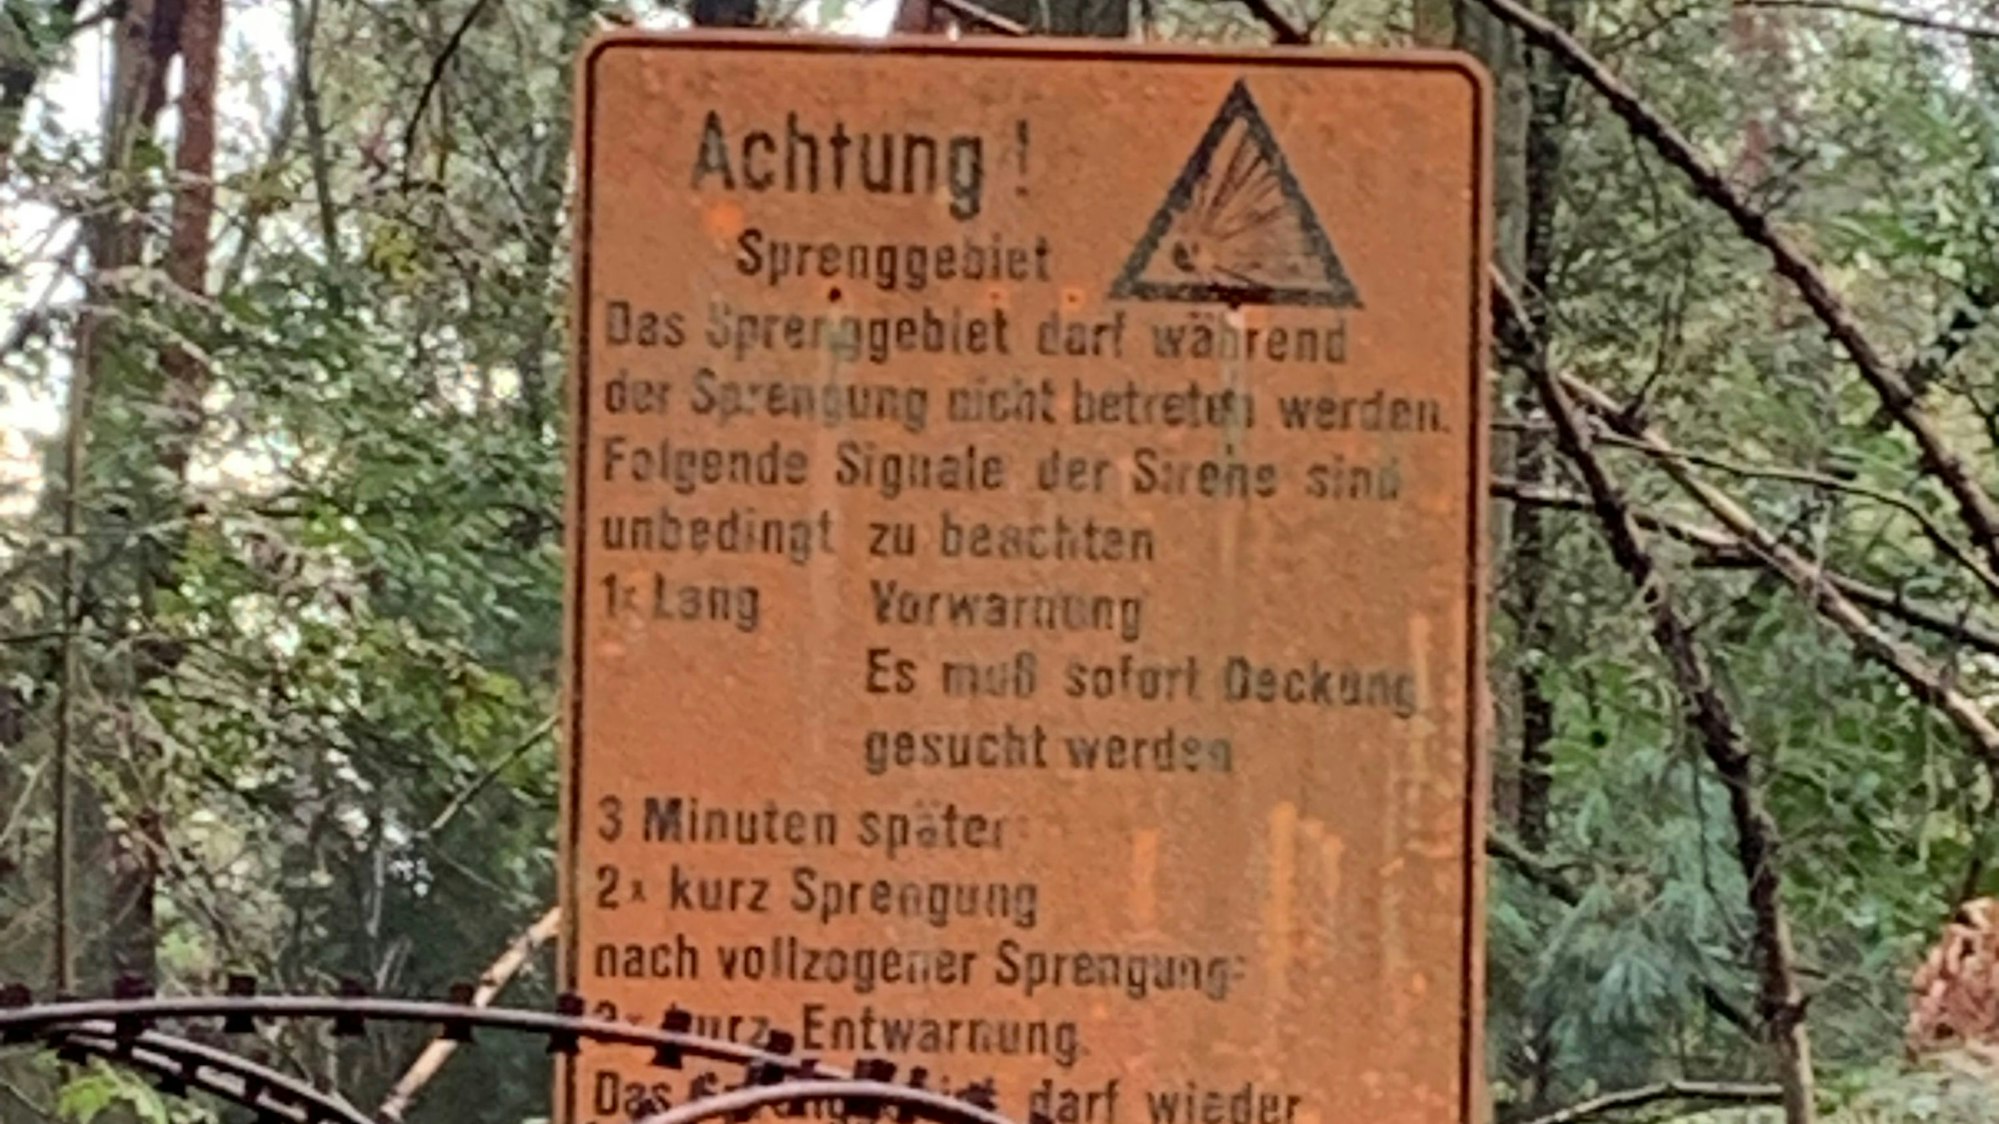 Achtung !
Sprenggebiet
Das Sprenggebiet darf während
der Sprengung nicht betreten werden.
Folgende Signale der Sirene sind
unbedingt zu beachten
1x Lang Vorwarnung
Es muß sofort Deckung
gesucht werden
3 Minuten später
2x kurz Sprengung
nach vollzogener Sprengung:
kurz Entwarnung
Das Sprenggebiet darf wieder